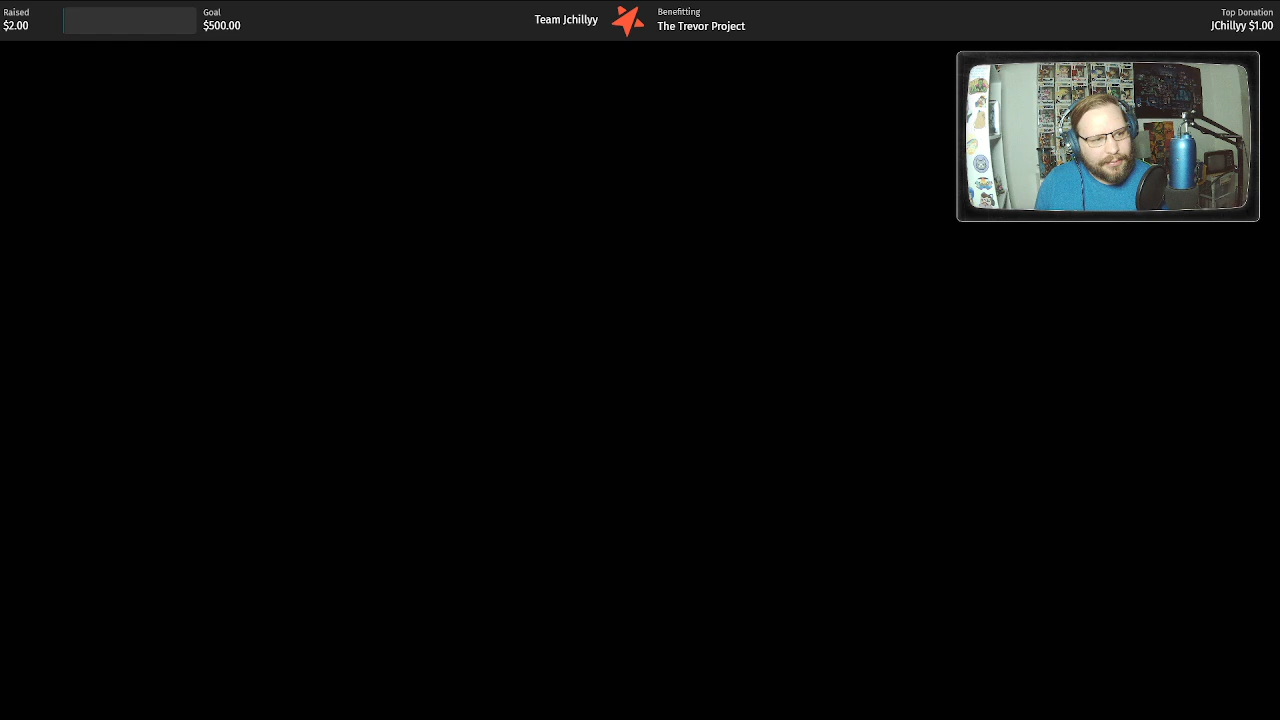 Raised
$2.00
Goal
$500.00
Team Jchillyy
Benefitting
The Trevor Project
Top Donation
JChillyy $1.00